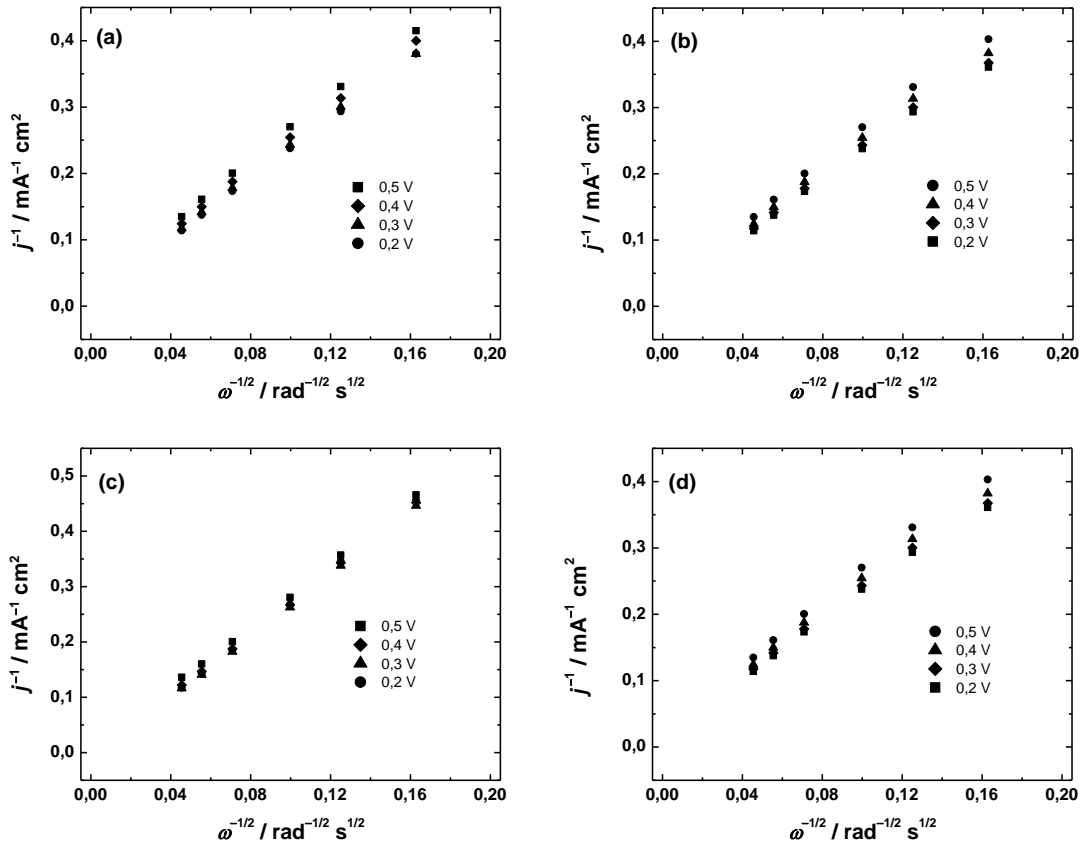 (a)
0,4
0,3
0,2
0,1
0,0
j⁻¹ / mA⁻¹ cm²
0,5 V
0,4 V
0,3 V
0,2 V
0,00 0,04 0,08 0,12 0,16 0,20
ω⁻¹/² / rad⁻¹/² s¹/²
(b)
0,4
0,3
0,2
0,1
0,0
j⁻¹ / mA⁻¹ cm²
0,5 V
0,4 V
0,3 V
0,2 V
0,00 0,04 0,08 0,12 0,16 0,20
ω⁻¹/² / rad⁻¹/² s¹/²
(c)
0,5
0,4
0,3
0,2
0,1
0,0
j⁻¹ / mA⁻¹ cm²
0,5 V
0,4 V
0,3 V
0,2 V
0,00 0,04 0,08 0,12 0,16 0,20
ω⁻¹/² / rad⁻¹/² s¹/²
(d)
0,4
0,3
0,2
0,1
0,0
j⁻¹ / mA⁻¹ cm²
0,5 V
0,4 V
0,3 V
0,2 V
0,00 0,04 0,08 0,12 0,16 0,20
ω⁻¹/² / rad⁻¹/² s¹/²